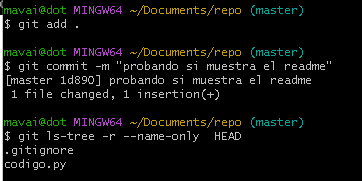 mavai@dot MINGW64 ~/Documents/repo (master)
$ git add .
mavai@dot MINGW64 ~/Documents/repo (master)
$ git commit -m "probando si muestra el readme"
[master 1d890] probando si muestra el readme
1 file changed, 1 insertion(+)
mavai@dot MINGW64 ~/Documents/repo (master)
$ git ls-tree -r --name-only  HEAD
.gitignore
codigo.py